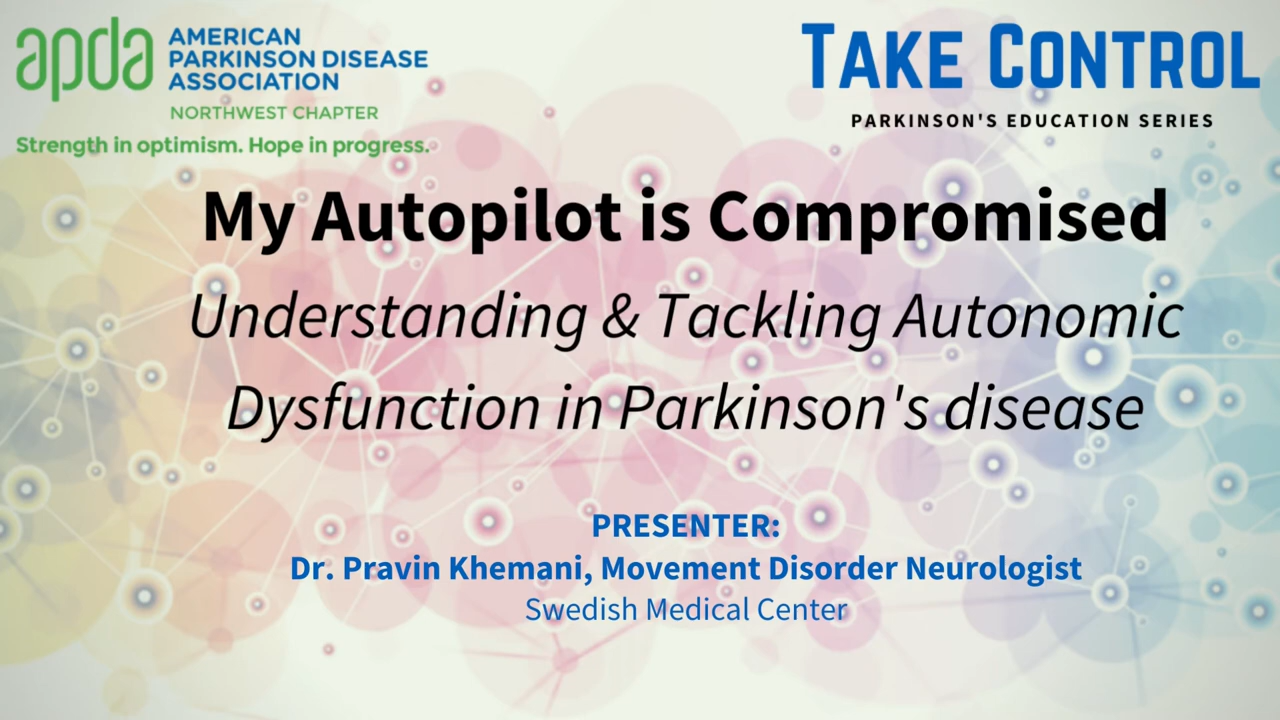 apda
AMERICAN
PARKINSON DISEASE
ASSOCIATION
NORTHWEST CHAPTER
Strength in optimism. Hope in progress.
TAKE CONTROL
PARKINSON'S EDUCATION SERIES
My Autopilot is Compromised
Understanding & Tackling Autonomic
Dysfunction in Parkinson's disease
PRESENTER:
Dr. Pravin Khemani, Movement Disorder Neurologist
Swedish Medical Center